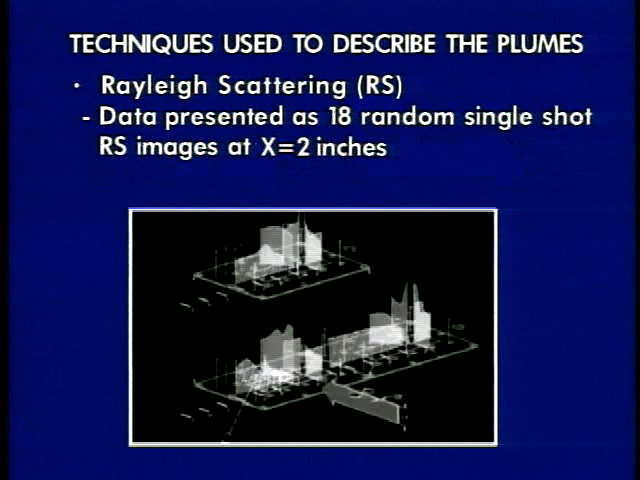 TECHNIQUES USED TO DESCRIBE THE PLUMES
· Rayleigh Scattering (RS)
- Data presented as 18 random single shot
RS images at X=2 inches